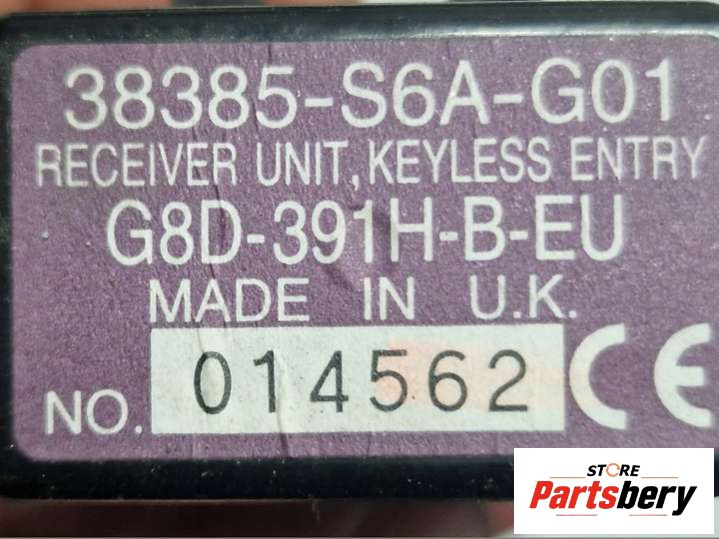 38385-S6A-G01
RECEIVER UNIT, KEYLESS ENTRY
G8D-391H-B-EU
MADE IN U.K.
NO. 014562 CE
STORE
Partsbery